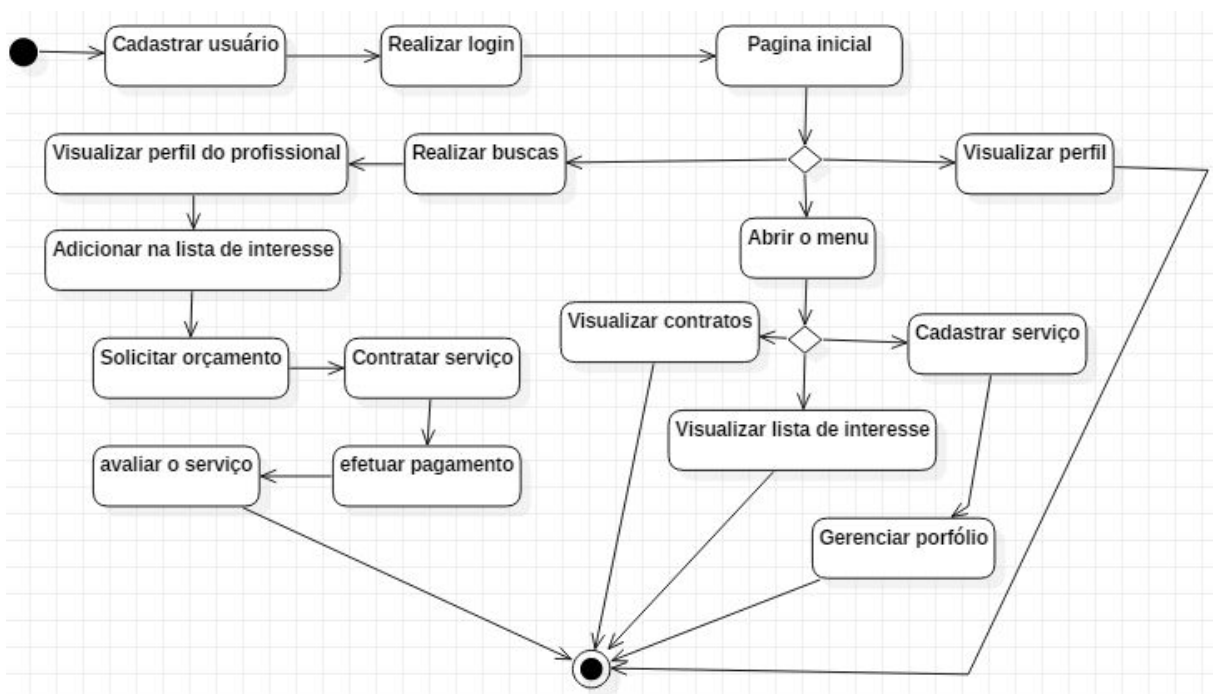 Cadastrar usuário
Realizar login
Pagina inicial
Visualizar perfil do profissional
Realizar buscas
Visualizar perfil
Adicionar na lista de interesse
Abrir o menu
Visualizar contratos
Cadastrar serviço
Solicitar orçamento
Contratar serviço
Visualizar lista de interesse
avaliar o serviço
efetuar pagamento
Gerenciar porfólio